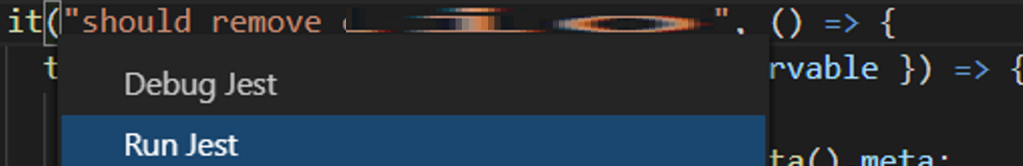 it("should remove ", () => {
t rvable }) => {
Debug Jest
Run Jest
ta() meta: